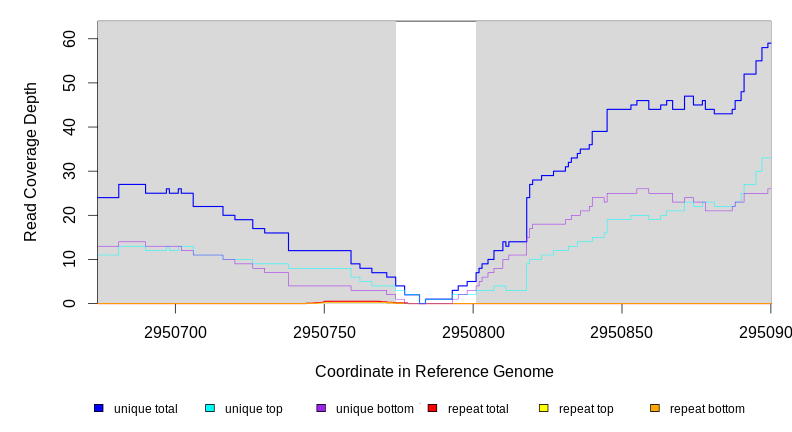 Read Coverage Depth
60
50
40
30
20
10
0
2950700 2950750 2950800 2950850 295090
Coordinate in Reference Genome
unique total unique top unique bottom repeat total repeat top repeat bottom